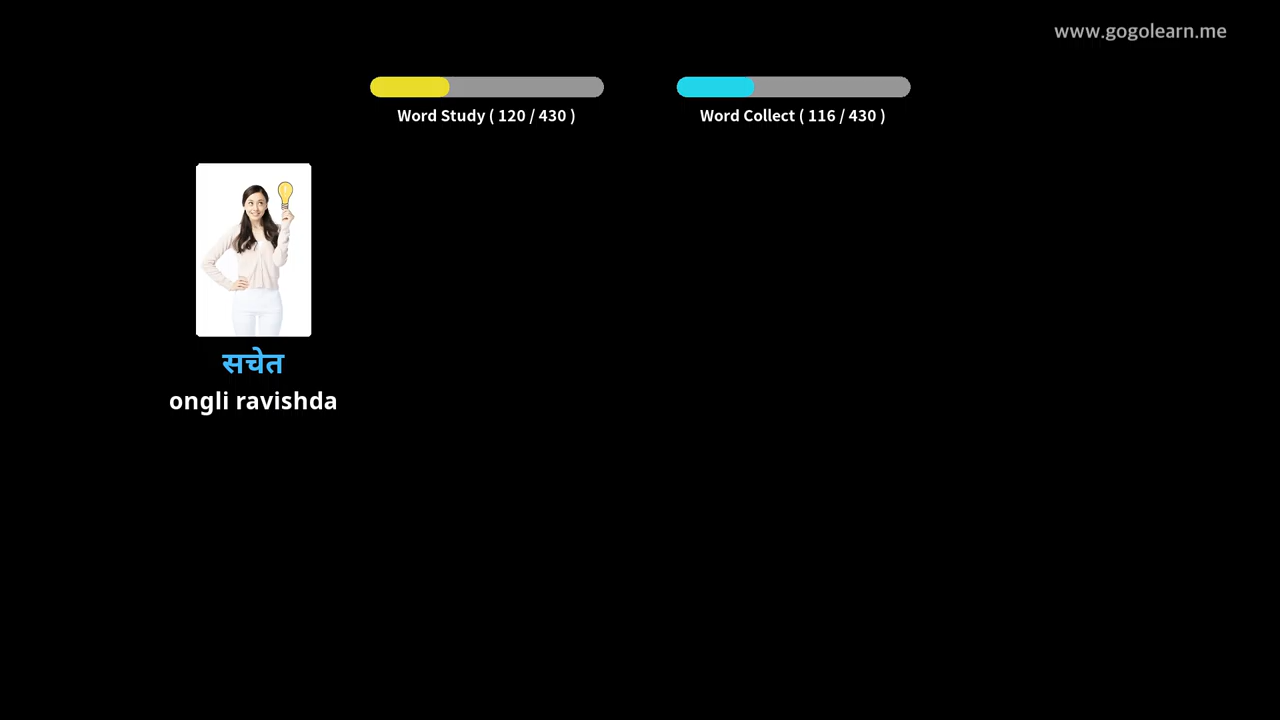 www.gogolearn.me
Word Study ( 120 / 430 )
Word Collect ( 116 / 430 )
सचेत
ongli ravishda